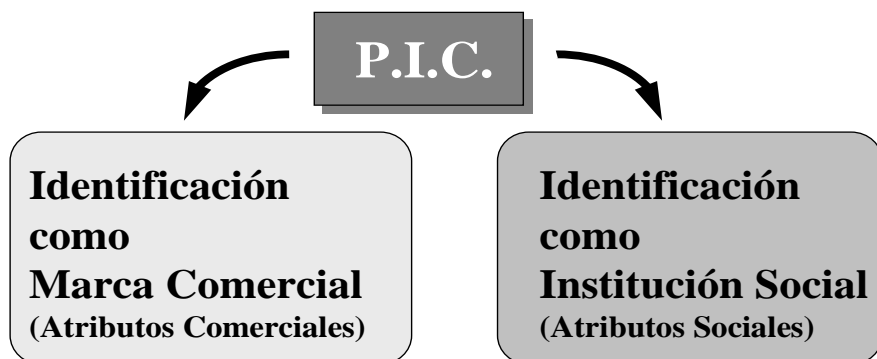 P.I.C.
Identificación
como
Marca Comercial
(Atributos Comerciales)
Identificación
como
Institución Social
(Atributos Sociales)